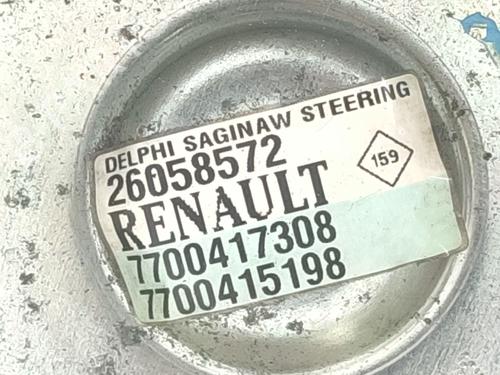 DELPHI SAGINAW STEERING
26058572
159
RENAULT
7700417308
7700415198